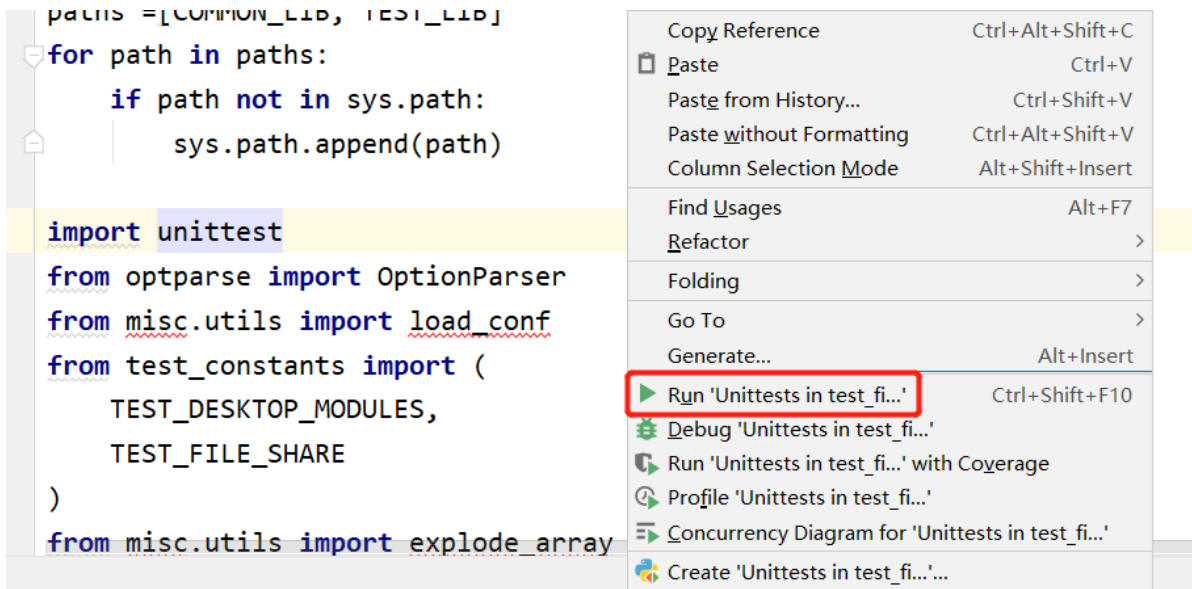 paths =[COMMON_LIB, TEST_LIB]
for path in paths:
if path not in sys.path:
sys.path.append(path)
import unittest
from optparse import OptionParser
from misc.utils import load_conf
from test_constants import (
TEST_DESKTOP_MODULES,
TEST_FILE_SHARE
)
from misc.utils import explode_array
Copy Reference Ctrl+Alt+Shift+C
Paste Ctrl+V
Paste from History... Ctrl+Shift+V
Paste without Formatting Ctrl+Alt+Shift+V
Column Selection Mode Alt+Shift+Insert
Find Usages Alt+F7
Refactor
Folding
Go To
Generate... Alt+Insert
Run 'Unittests in test_fi...' Ctrl+Shift+F10
Debug 'Unittests in test_fi...'
Run 'Unittests in test_fi...' with Coverage
Profile 'Unittests in test_fi...'
Concurrency Diagram for 'Unittests in test_fi...'
Create 'Unittests in test_fi...'...